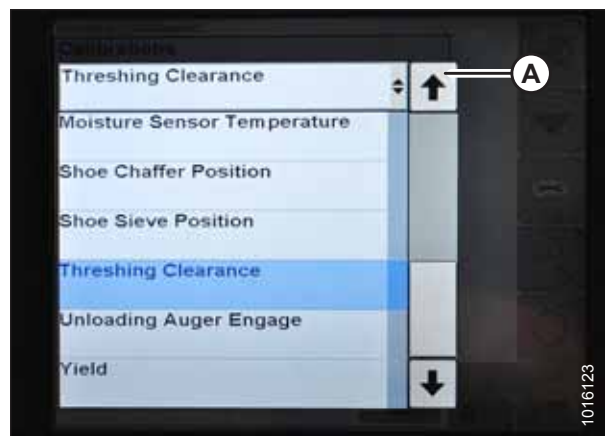 Calibrations
Threshing Clearance
A
Moisture Sensor Temperature
Shoe Chaffer Position
Shoe Sieve Position
Threshing Clearance
Unloading Auger Engage
Yield
1016123